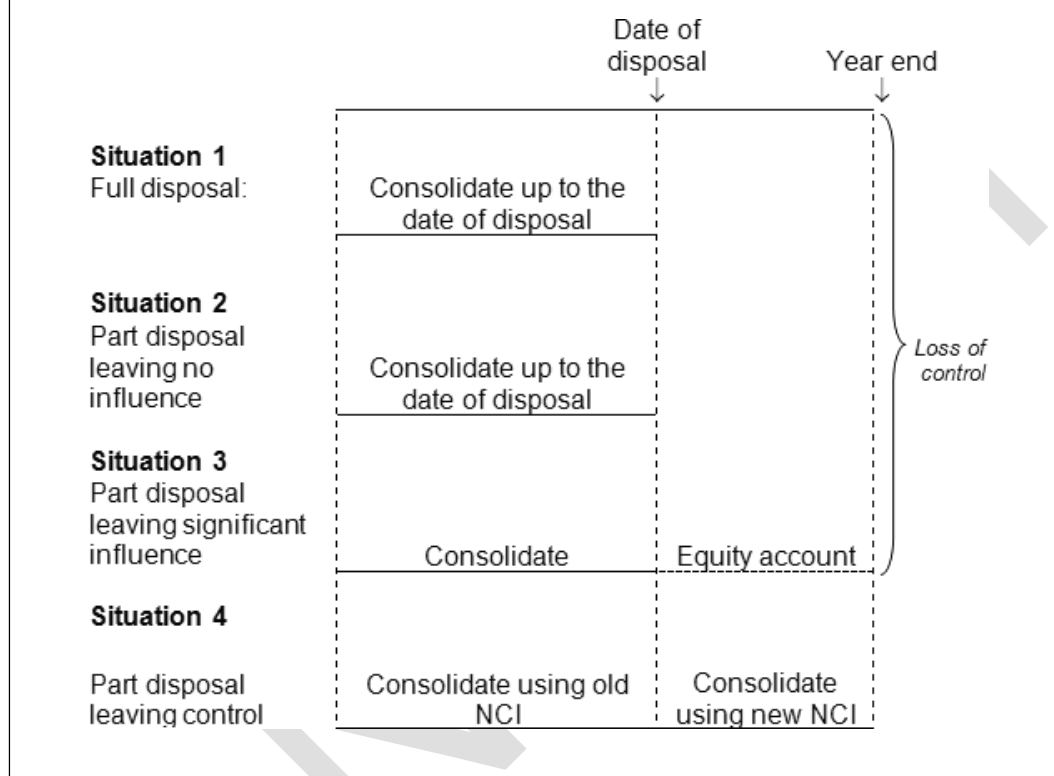 Date of
disposal
Year end
↓
↓
Situation 1
Full disposal:
Consolidate up to the
date of disposal
Situation 2
Part disposal
leaving no
influence
Consolidate up to the
date of disposal
Loss of
control
Situation 3
Part disposal
leaving significant
influence
Consolidate
Equity account
Situation 4
Part disposal
leaving control
Consolidate using old
NCI
Consolidate
using new NCI